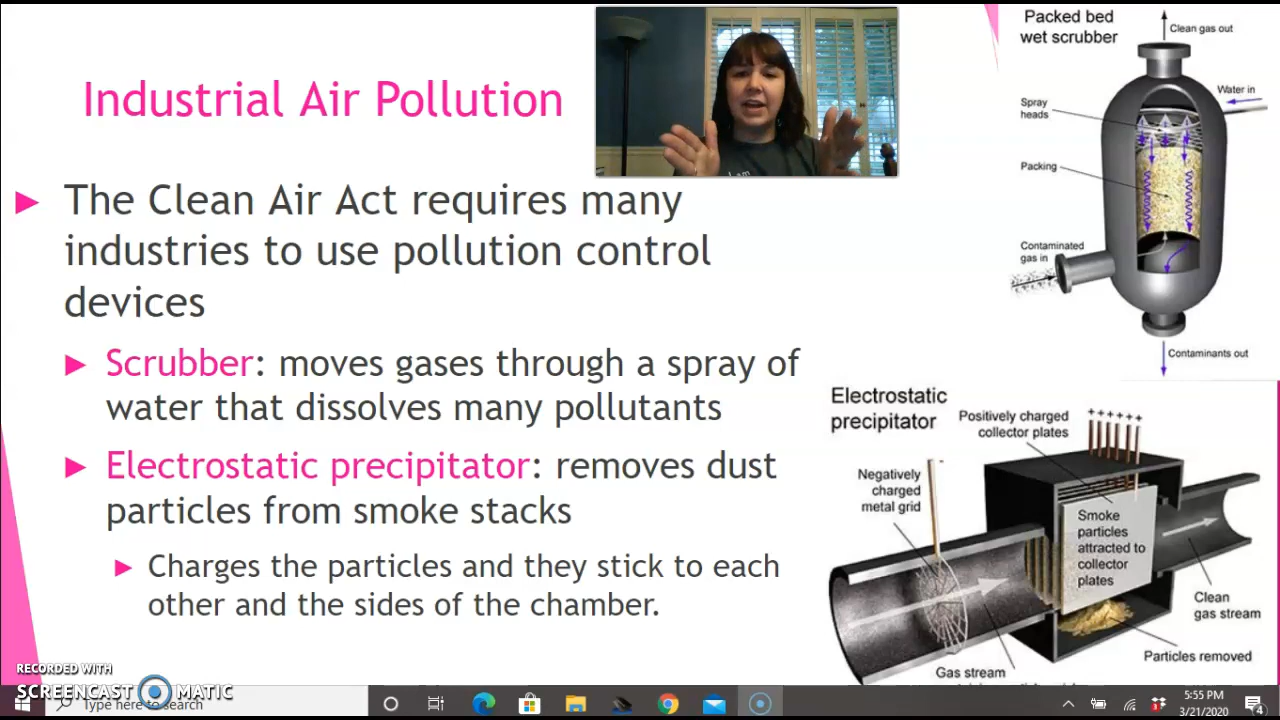 Industrial Air Pollution
► The Clean Air Act requires many
industries to use pollution control
devices
► Scrubber: moves gases through a spray of
water that dissolves many pollutants
► Electrostatic precipitator: removes dust
particles from smoke stacks
► Charges the particles and they stick to each
other and the sides of the chamber.
Packed bed
wet scrubber
Clean gas out
Water in
Spray
heads
Packing
Contaminated
gas in
Contaminants out
Electrostatic
precipitator
Positively charged
collector plates
++++++
Negatively
charged
metal grid
Smoke
particles
attracted to
collector
plates
Clean
gas stream
Particles removed
Gas stream
RECORDED WITH
SCREENCAST MATIC
Type here to search
5:55 PM
3/21/2020
4